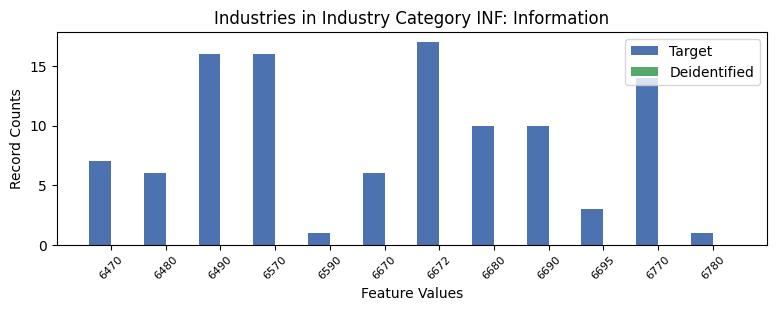 Industries in Industry Category INF: Information
Target
Deidentified
Record Counts
15
10
5
0
6470 6480 6490 6570 6590 6670 6672 6680 6690 6695 6770 6780
Feature Values